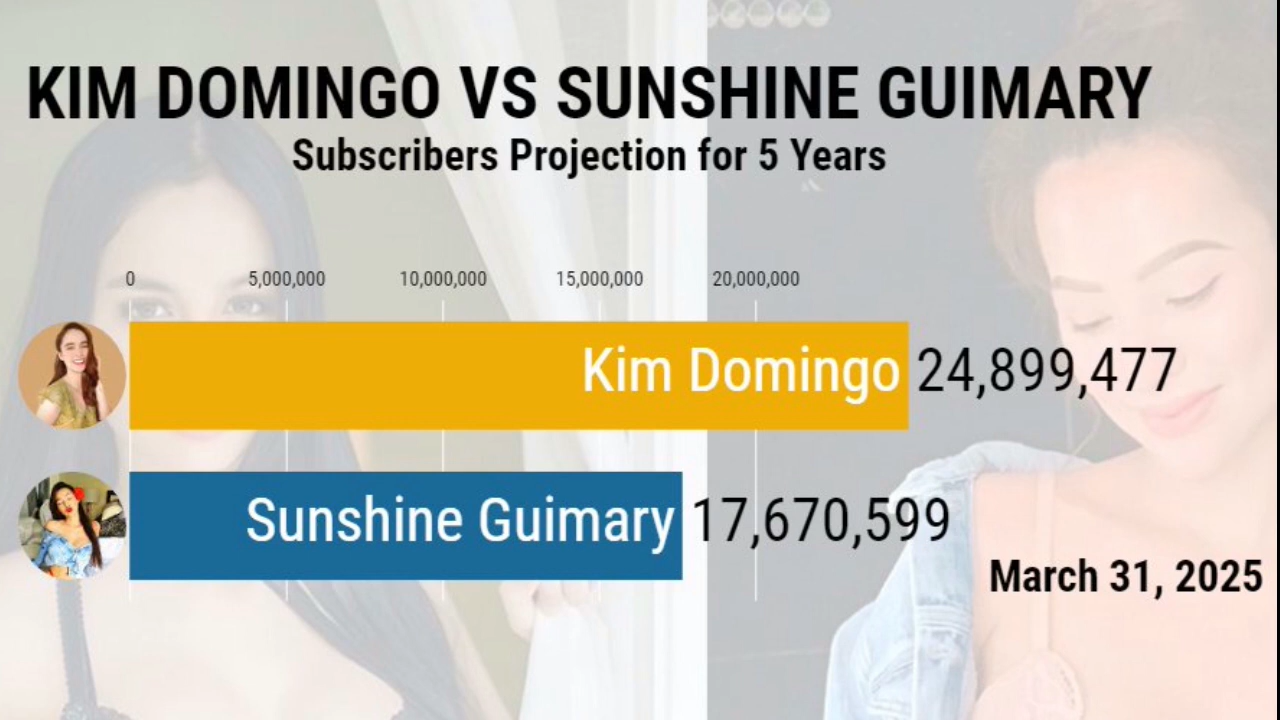 KIM DOMINGO VS SUNSHINE GUIMARY
Subscribers Projection for 5 Years
0 5,000,000 10,000,000 15,000,000 20,000,000
Kim Domingo 24,899,477
Sunshine Guimary 17,670,599
March 31, 2025